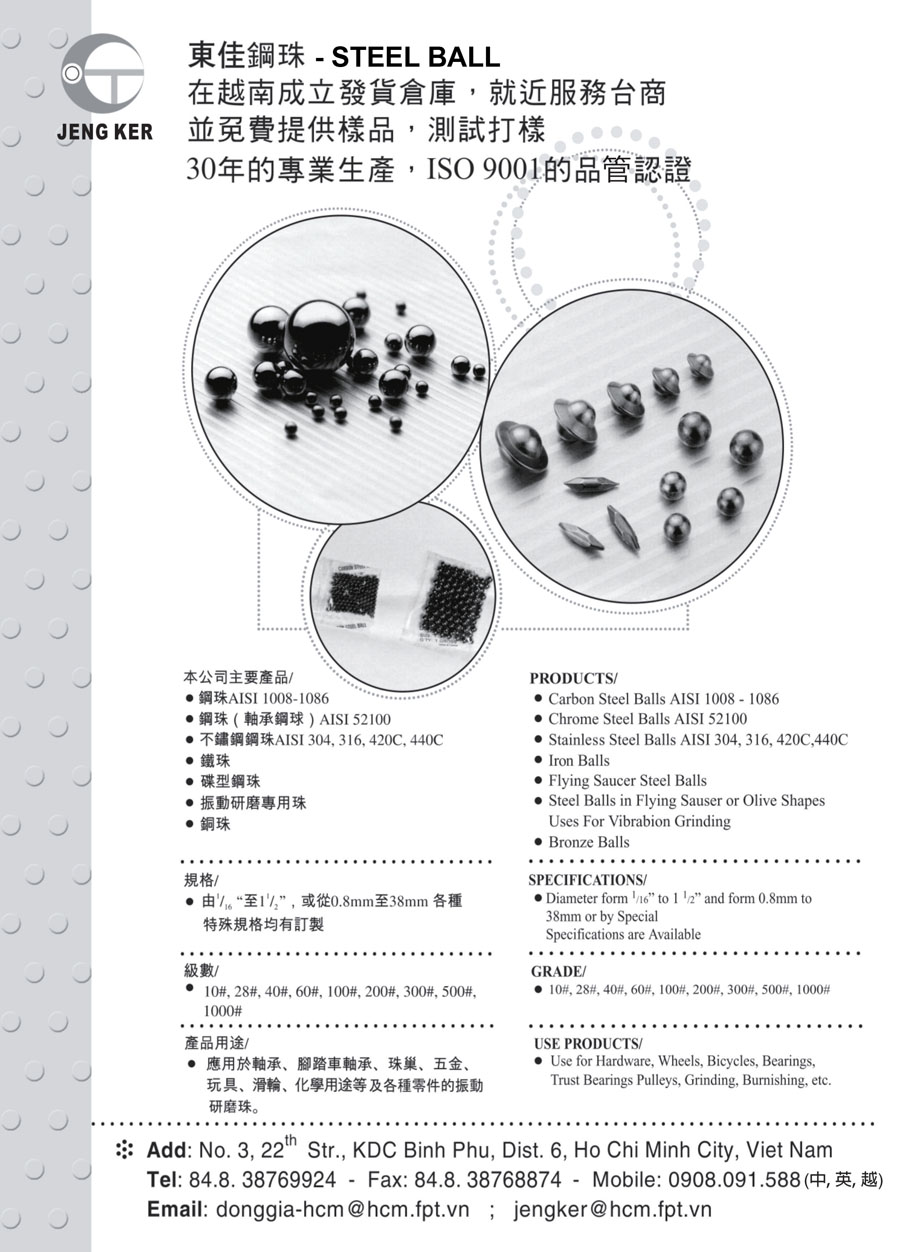 JENG KER
東佳鋼珠 - STEEL BALL
在越南成立發貨倉庫，就近服務台商
並免費提供樣品，測試打樣
30年的專業生產，ISO 9001的品管認證
本公司主要產品/
● 鋼珠AISI 1008-1086
● 鋼珠（軸承鋼球）AISI 52100
● 不鏽鋼鋼珠AISI 304, 316, 420C, 440C
● 鐵珠
● 碟型鋼珠
● 振動研磨專用珠
● 銅珠
規格/
● 由1/16 “至1 1/2”，或從0.8mm至38mm 各種
特殊規格均有訂製
級數/
● 10#, 28#, 40#, 60#, 100#, 200#, 300#, 500#,
1000#
產品用途/
● 應用於軸承、腳踏車軸承、珠巢、五金、
玩具、滑輪、化學用途等及各種零件的振動
研磨珠。
PRODUCTS/
● Carbon Steel Balls AISI 1008 - 1086
● Chrome Steel Balls AISI 52100
● Stainless Steel Balls AISI 304, 316, 420C,440C
● Iron Balls
● Flying Saucer Steel Balls
● Steel Balls in Flying Sauser or Olive Shapes
Uses For Vibrabion Grinding
● Bronze Balls
SPECIFICATIONS/
● Diameter form 1/16” to 1 1/2” and form 0.8mm to
38mm or by Special
Specifications are Available
GRADE/
● 10#, 28#, 40#, 60#, 100#, 200#, 300#, 500#, 1000#
USE PRODUCTS/
● Use for Hardware, Wheels, Bicycles, Bearings,
Trust Bearings Pulleys, Grinding, Burnishing, etc.
Add: No. 3, 22th Str., KDC Binh Phu, Dist. 6, Ho Chi Minh City, Viet Nam
Tel: 84.8. 38769924 - Fax: 84.8. 38768874 - Mobile: 0908.091.588 (中, 英, 越)
Email: donggia-hcm@hcm.fpt.vn ; jengker@hcm.fpt.vn